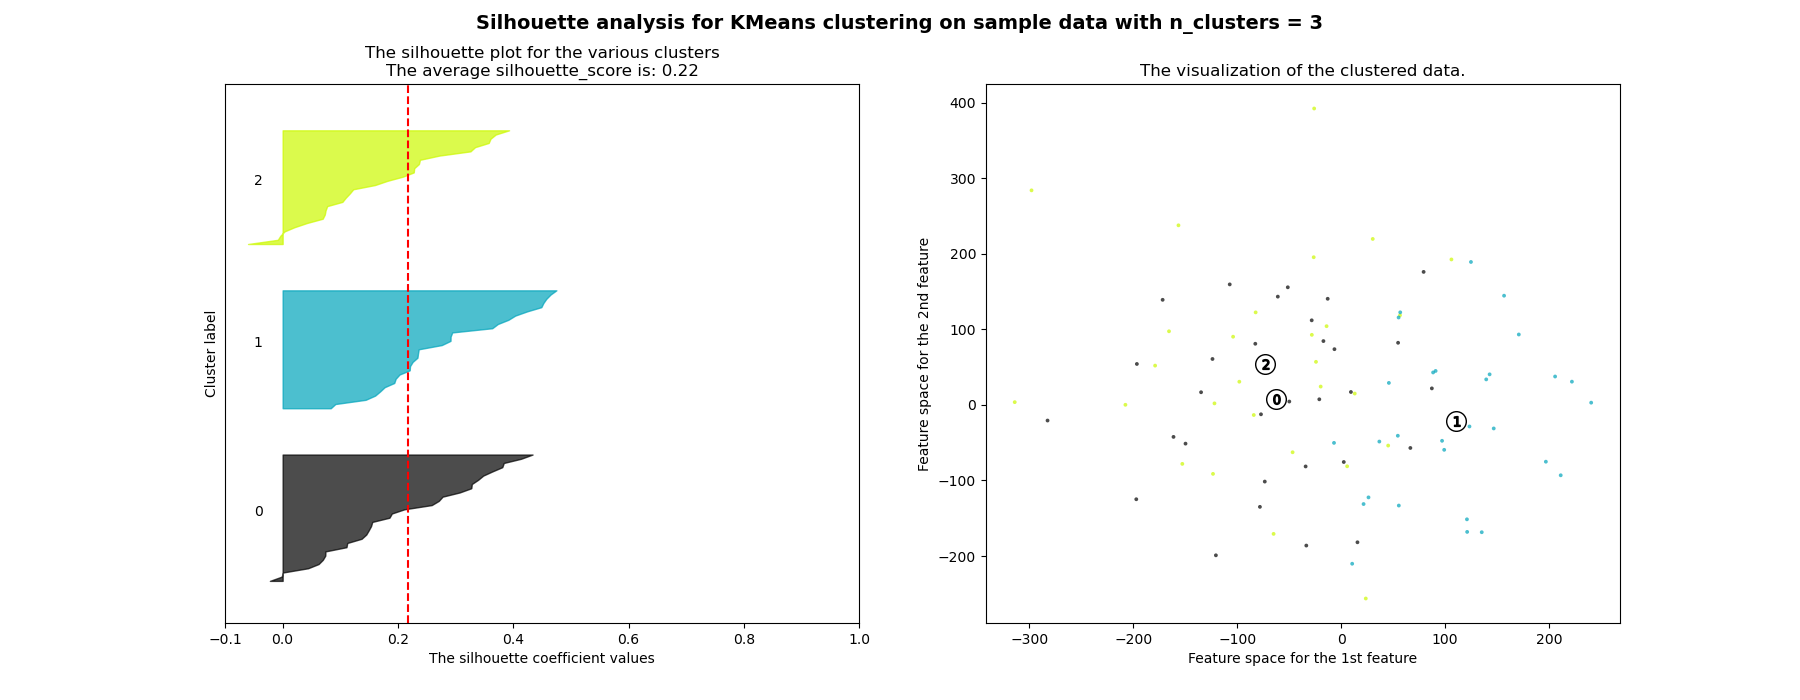 Silhouette analysis for KMeans clustering on sample data with n_clusters = 3
The silhouette plot for the various clusters
The average silhouette_score is: 0.22
Cluster label
2
1
0
−0.1 0.0 0.2 0.4 0.6 0.8 1.0
The silhouette coefficient values
The visualization of the clustered data.
Feature space for the 2nd feature
400
300
200
100
0
−100
−200
2
0
1
−300 −200 −100 0 100 200
Feature space for the 1st feature